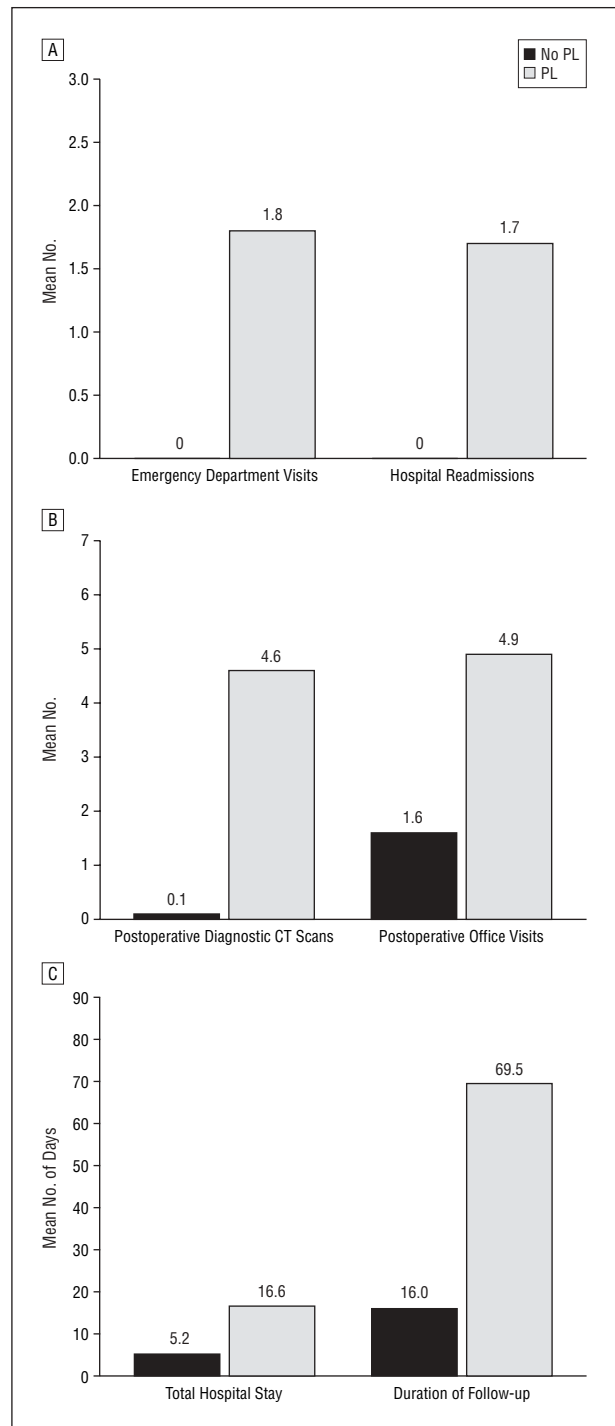 A
No PL
PL
3.0
2.5
2.0
1.5
1.0
0.5
0.0
Mean No.
0
1.8
0
1.7
Emergency Department Visits
Hospital Readmissions
B
7
6
5
4
3
2
1
0
Mean No.
0.1
4.6
1.6
4.9
Postoperative Diagnostic CT Scans
Postoperative Office Visits
C
90
80
70
60
50
40
30
20
10
0
Mean No. of Days
5.2
16.6
16.0
69.5
Total Hospital Stay
Duration of Follow-up